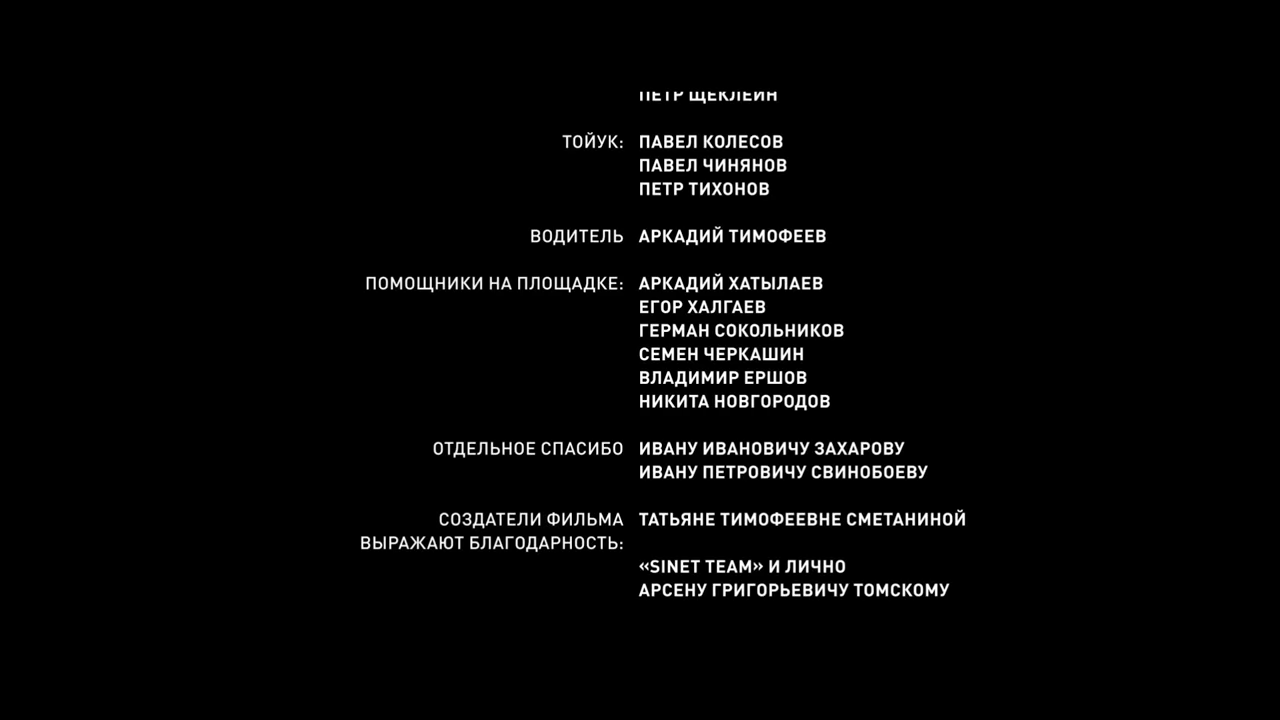 ПЕТР ЩЕКЛЕИН
ТОЙУК: ПАВЕЛ КОЛЕСОВ
ПАВЕЛ ЧИНЯНОВ
ПЕТР ТИХОНОВ
ВОДИТЕЛЬ АРКАДИЙ ТИМОФЕЕВ
ПОМОЩНИКИ НА ПЛОЩАДКЕ: АРКАДИЙ ХАТЫЛАЕВ
ЕГОР ХАЛГАЕВ
ГЕРМАН СОКОЛЬНИКОВ
СЕМЕН ЧЕРКАШИН
ВЛАДИМИР ЕРШОВ
НИКИТА НОВГОРОДОВ
ОТДЕЛЬНОЕ СПАСИБО ИВАНУ ИВАНОВИЧУ ЗАХАРОВУ
ИВАНУ ПЕТРОВИЧУ СВИНОБОЕВУ
СОЗДАТЕЛИ ФИЛЬМА ТАТЬЯНЕ ТИМОФЕЕВНЕ СМЕТАНИНОЙ
ВЫРАЖАЮТ БЛАГОДАРНОСТЬ:
«SINET TEAM» И ЛИЧНО
АРСЕНУ ГРИГОРЬЕВИЧУ ТОМСКОМУ